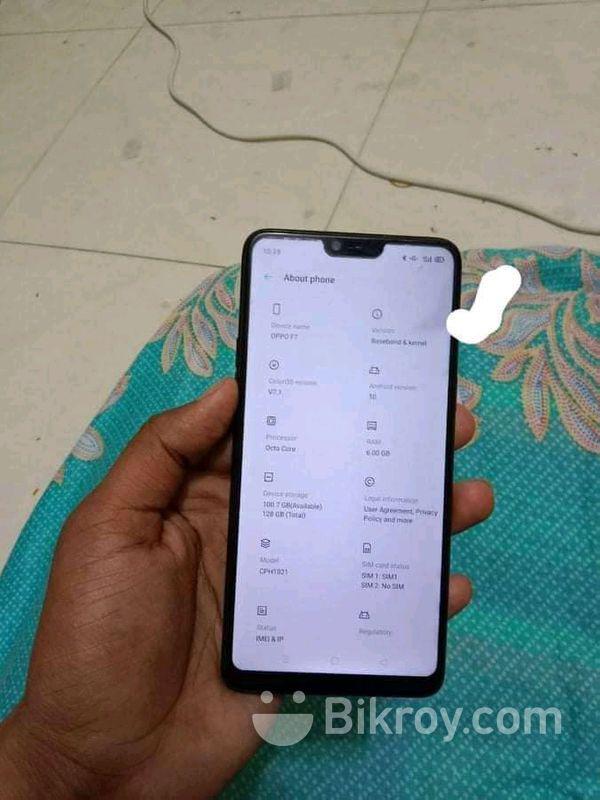 10:39
About phone
Device name
OPPO F7
Version
Baseband & kernel
ColorOS version
V7.1
Android version
10
Processor
Octa Core
RAM
6.00 GB
Device storage
100.7 GB(Available)
128 GB (Total)
Legal information
User Agreement, Privacy
Policy and more
Model
CPH1821
SIM card status
SIM 1: SIM1
SIM 2: No SIM
Status
IMEI & IP
Regulatory
Bikroy.com